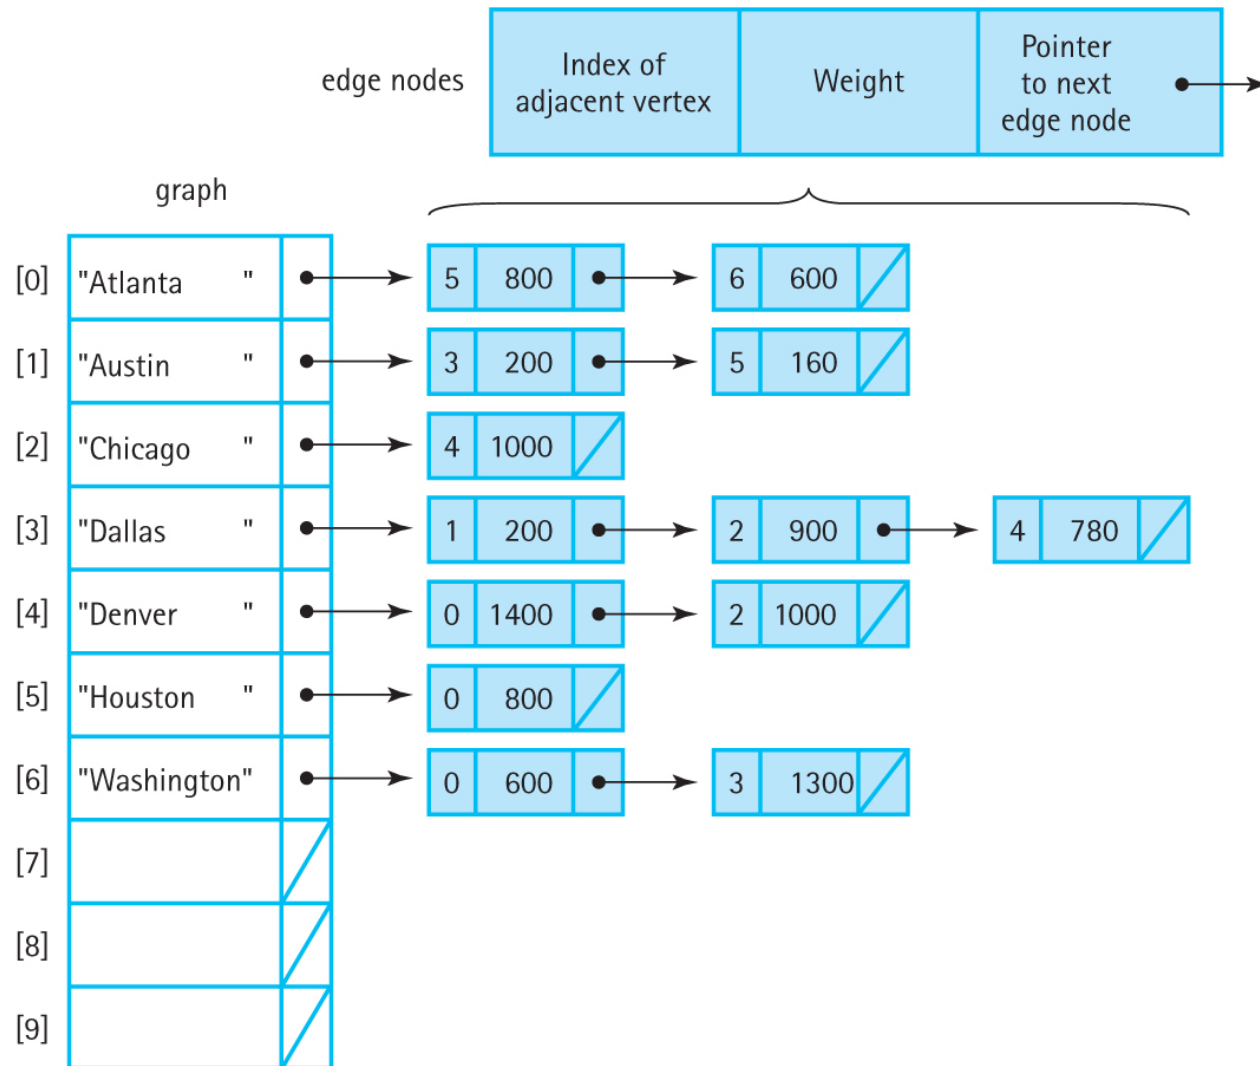 edge nodes
Index of
adjacent vertex
Weight
Pointer
to next
edge node
graph
[0] "Atlanta " 5 800 6 600
[1] "Austin " 3 200 5 160
[2] "Chicago " 4 1000
[3] "Dallas " 1 200 2 900 4 780
[4] "Denver " 0 1400 2 1000
[5] "Houston " 0 800
[6] "Washington" 0 600 3 1300
[7]
[8]
[9]